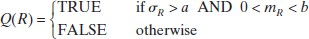 Q(R) = { TRUE if σ_R > a AND 0 < m_R < b
FALSE otherwise